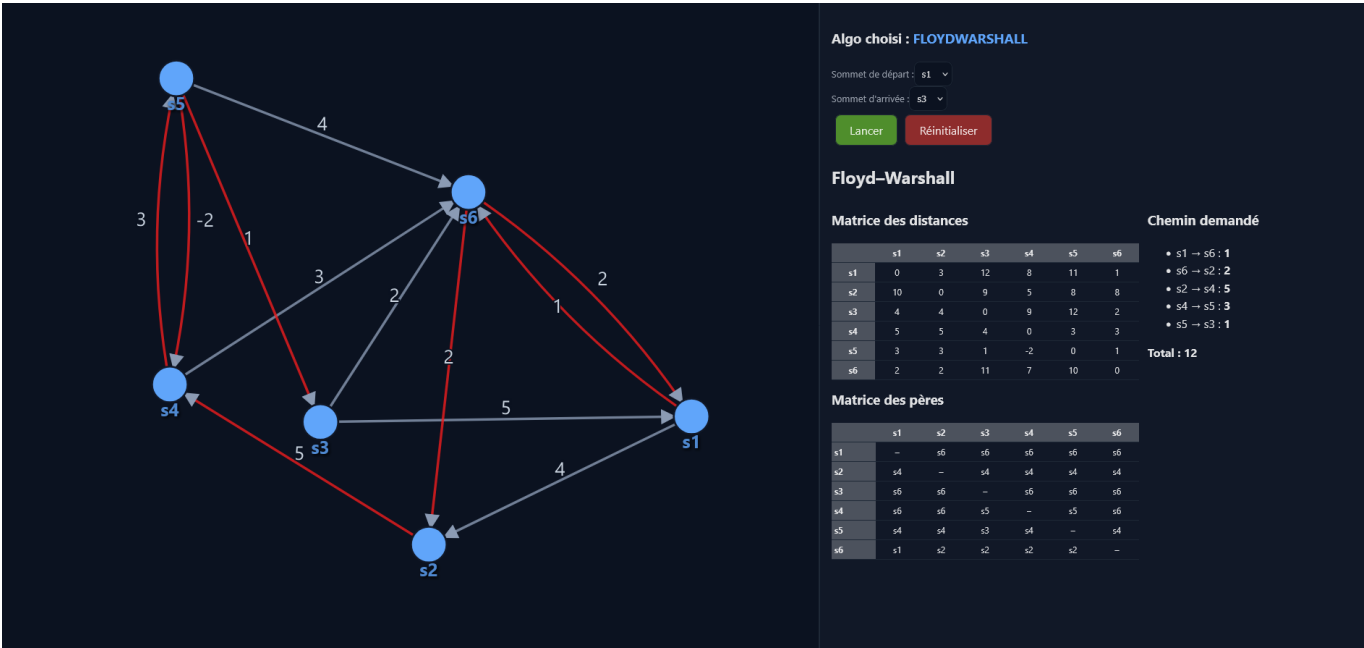 s5
4
s6
3
-2
1
3
2
2
1
2
s4
5
s3
5
s1
4
s2
Algo choisi : FLOYDWARSHALL
Sommet de départ : s1
Sommet d'arrivée : s3
Lancer Réinitialiser
Floyd–Warshall
Matrice des distances
s1 s2 s3 s4 s5 s6
s1 0 3 12 8 11 1
s2 10 0 9 5 8 8
s3 4 4 0 9 12 2
s4 5 5 4 0 3 3
s5 3 3 1 -2 0 1
s6 2 2 11 7 10 0
Matrice des pères
s1 s2 s3 s4 s5 s6
s1 – s6 s6 s6 s6 s6
s2 s4 – s4 s4 s4 s4
s3 s6 s6 – s6 s6 s6
s4 s6 s6 s5 – s5 s6
s5 s4 s4 s3 s4 – s4
s6 s1 s2 s2 s2 s2 –
Chemin demandé
• s1 → s6 : 1
• s6 → s2 : 2
• s2 → s4 : 5
• s4 → s5 : 3
• s5 → s3 : 1
Total : 12